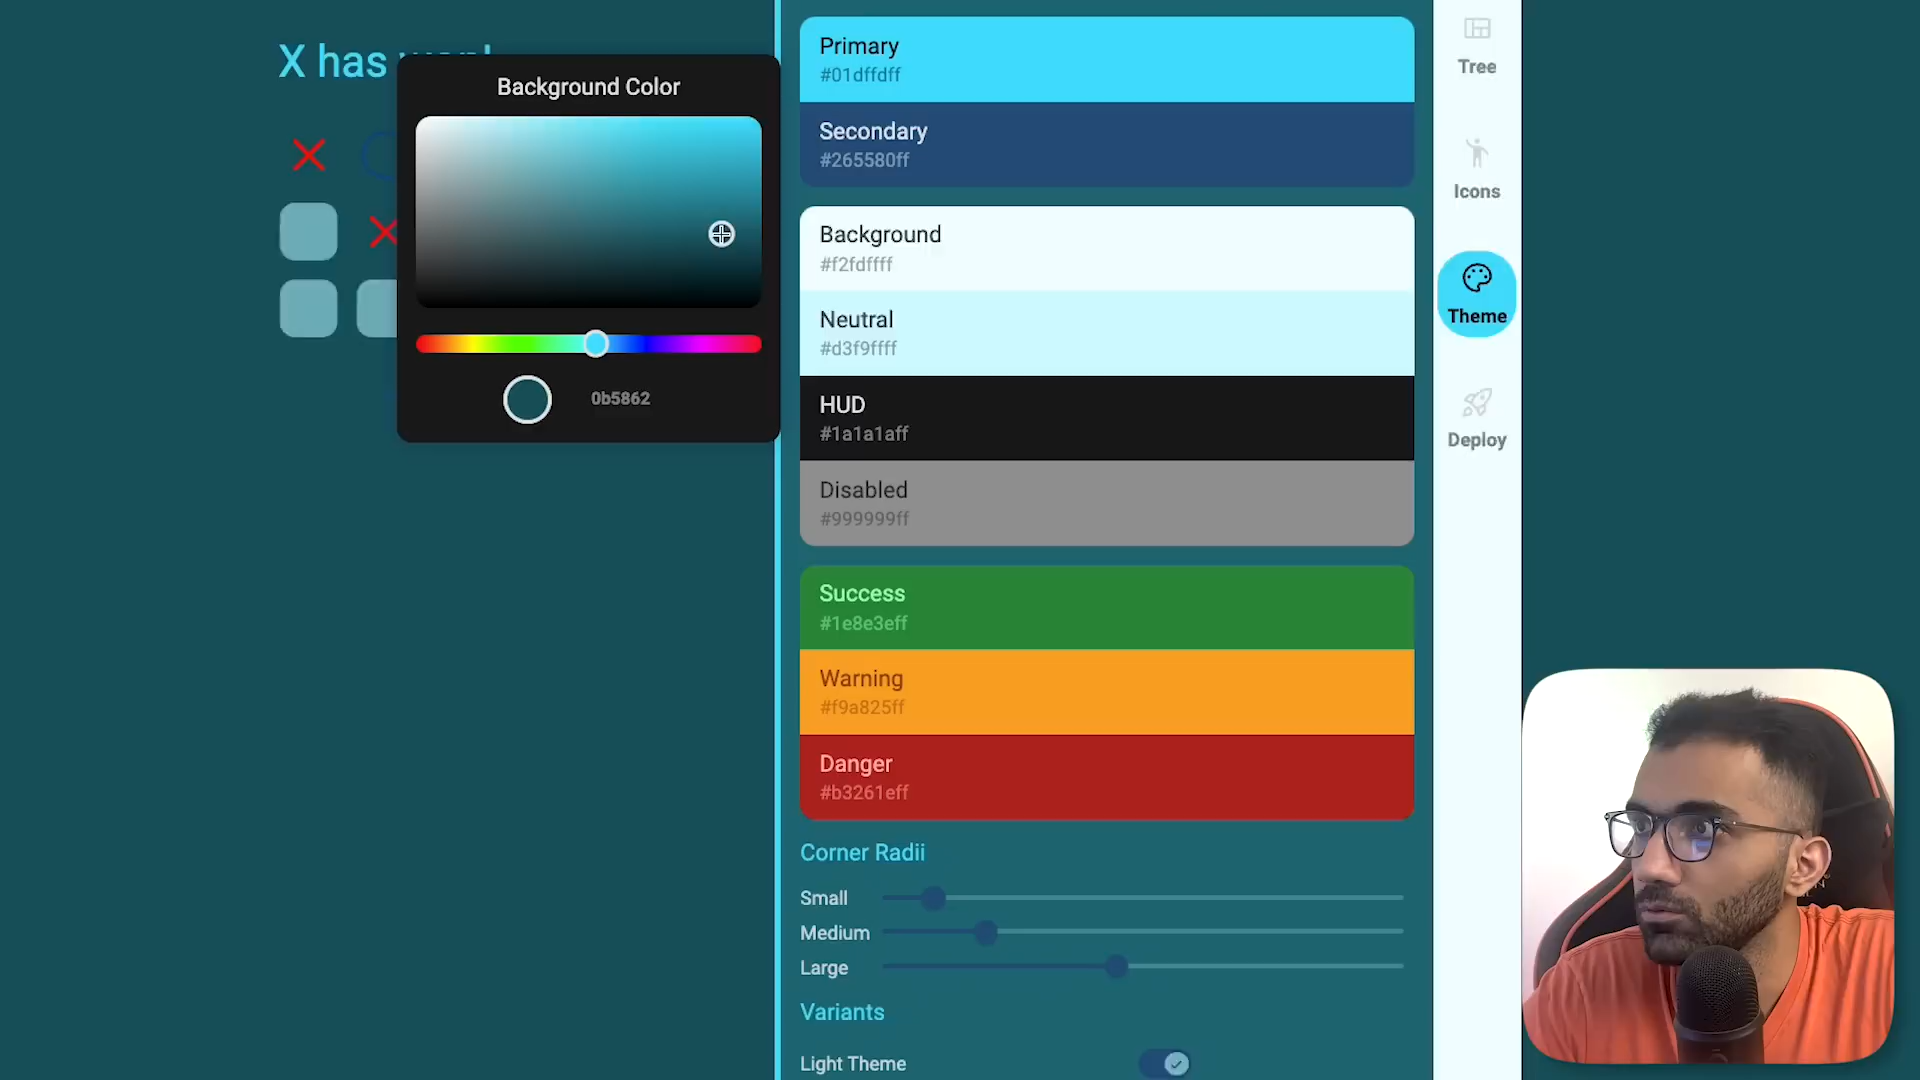 X has won!
Background Color
0b5862
Primary
#01dffdff
Secondary
#265580ff
Background
#f2fdffff
Neutral
#d3f9ffff
HUD
#1a1a1aff
Disabled
#999999ff
Success
#1e8e3eff
Warning
#f9a825ff
Danger
#b3261eff
Corner Radii
Small
Medium
Large
Variants
Light Theme
Tree
Icons
Theme
Deploy